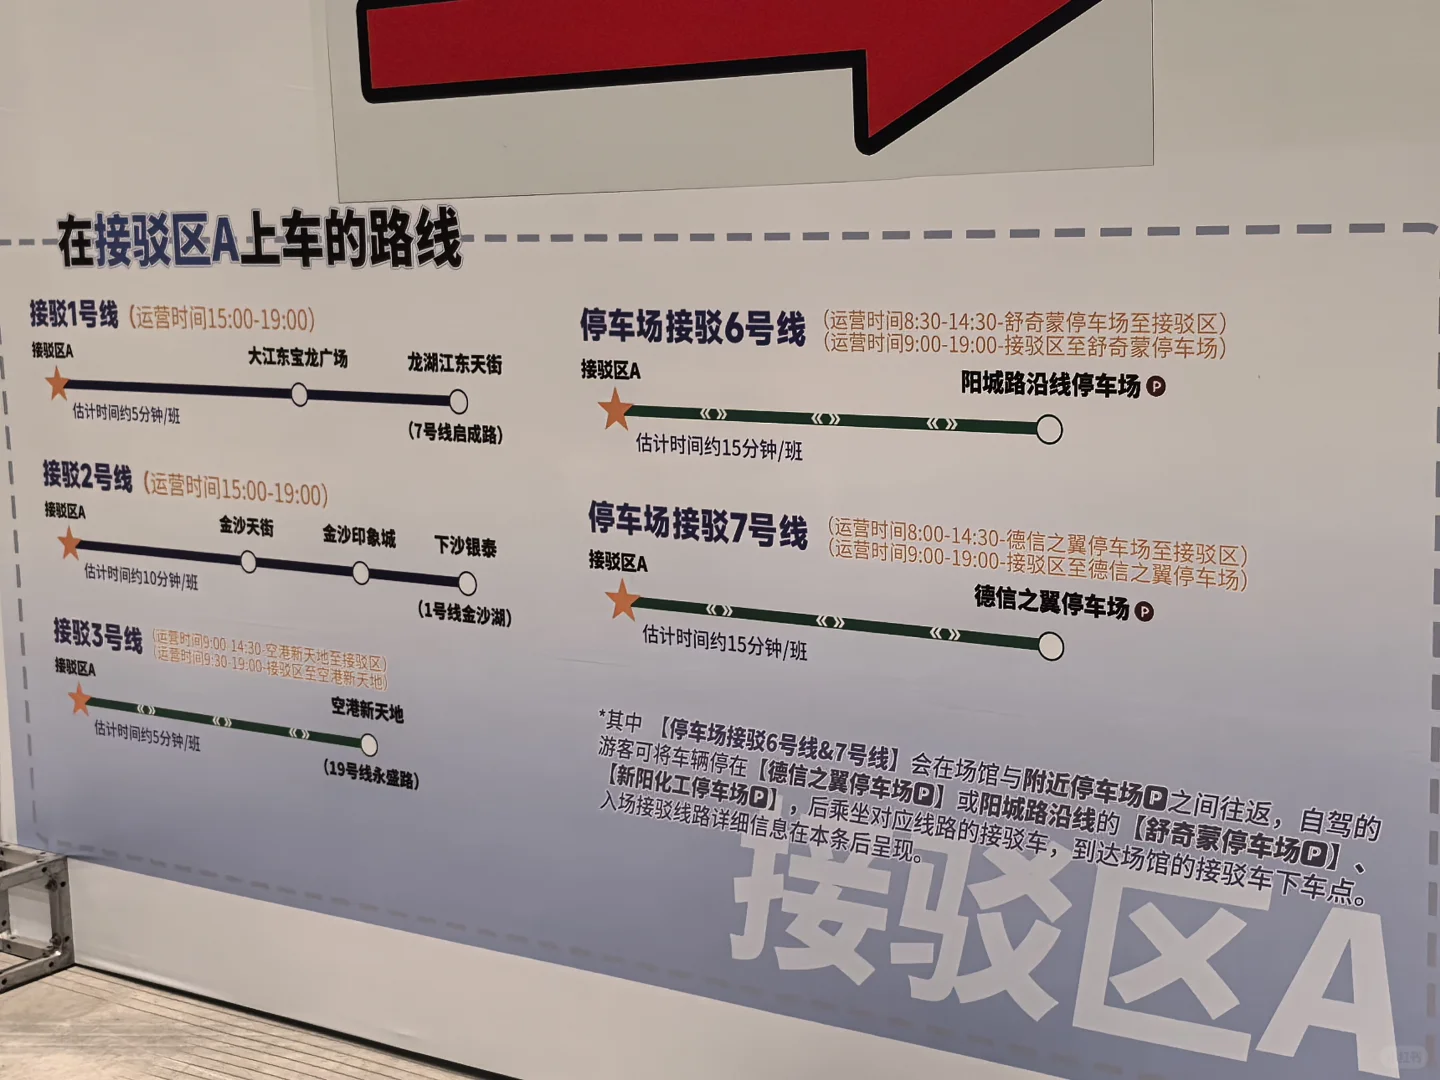 在接驳区A上车的路线
接驳1号线（运营时间15:00-19:00）
接驳区A
大江东宝龙广场
龙湖江东天街
估计时间约5分钟/班
（7号线启成路）
接驳2号线（运营时间15:00-19:00）
接驳区A
金沙天街
金沙印象城
下沙银泰
估计时间约10分钟/班
（1号线金沙湖）
接驳3号线
（运营时间9:00-14:30-空港新天地至接驳区）
（运营时间9:30-19:00-接驳区至空港新天地）
接驳区A
空港新天地
估计时间约5分钟/班
（19号线永盛路）
停车场接驳6号线
（运营时间8:30-14:30-舒奇蒙停车场至接驳区）
（运营时间9:00-19:00-接驳区至舒奇蒙停车场）
接驳区A
阳城路沿线停车场P
估计时间约15分钟/班
停车场接驳7号线
（运营时间8:00-14:30-德信之翼停车场至接驳区）
（运营时间9:00-19:00-接驳区至德信之翼停车场）
接驳区A
德信之翼停车场P
估计时间约15分钟/班
*其中 【停车场接驳6号线&7号线】会在场馆与附近停车场P之间往返，自驾的
游客可将车辆停在【德信之翼停车场P】或阳城路沿线的【舒奇蒙停车场P】、
【新阳化工停车场P】，后乘坐对应线路的接驳车，到达场馆的接驳车下车点。
入场接驳线路详细信息在本条后呈现。
接驳区A
小红书